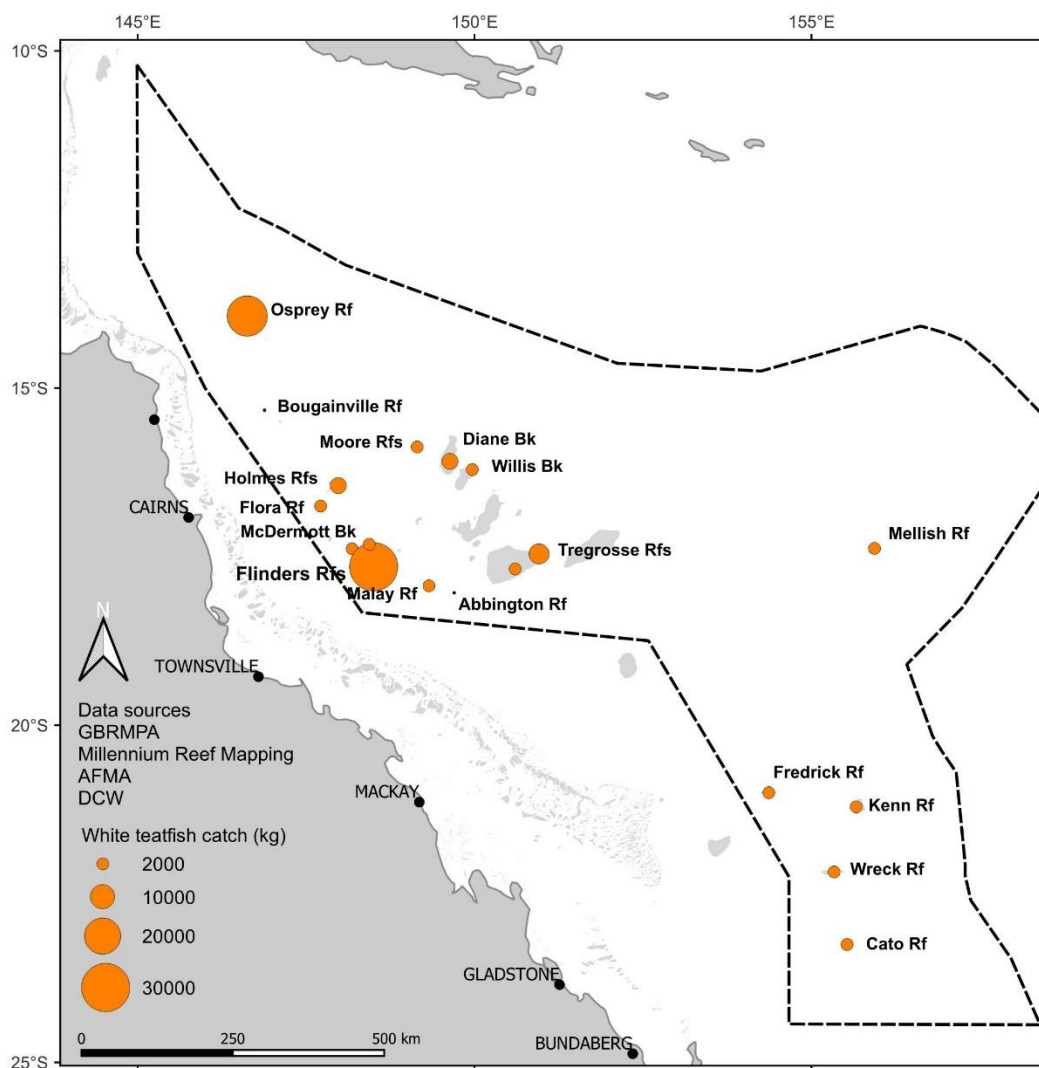 145°E 150°E 155°E
10°S
Osprey Rf
15°S
Bougainville Rf
Moore Rfs
Diane Bk
Willis Bk
Holmes Rfs
Flora Rf
CAIRNS
McDermott Bk
Mellish Rf
Tregrosse Rfs
Flinders Rfs
Malay Rf
Abbington Rf
N
TOWNSVILLE
Data sources
GBRMPA
Millennium Reef Mapping
AFMA
DCW
20°S
Fredrick Rf
MACKAY
Kenn Rf
White teatfish catch (kg)
2000
10000
20000
30000
Wreck Rf
Cato Rf
GLADSTONE
0 250 500 km
BUNDABERG
25°S